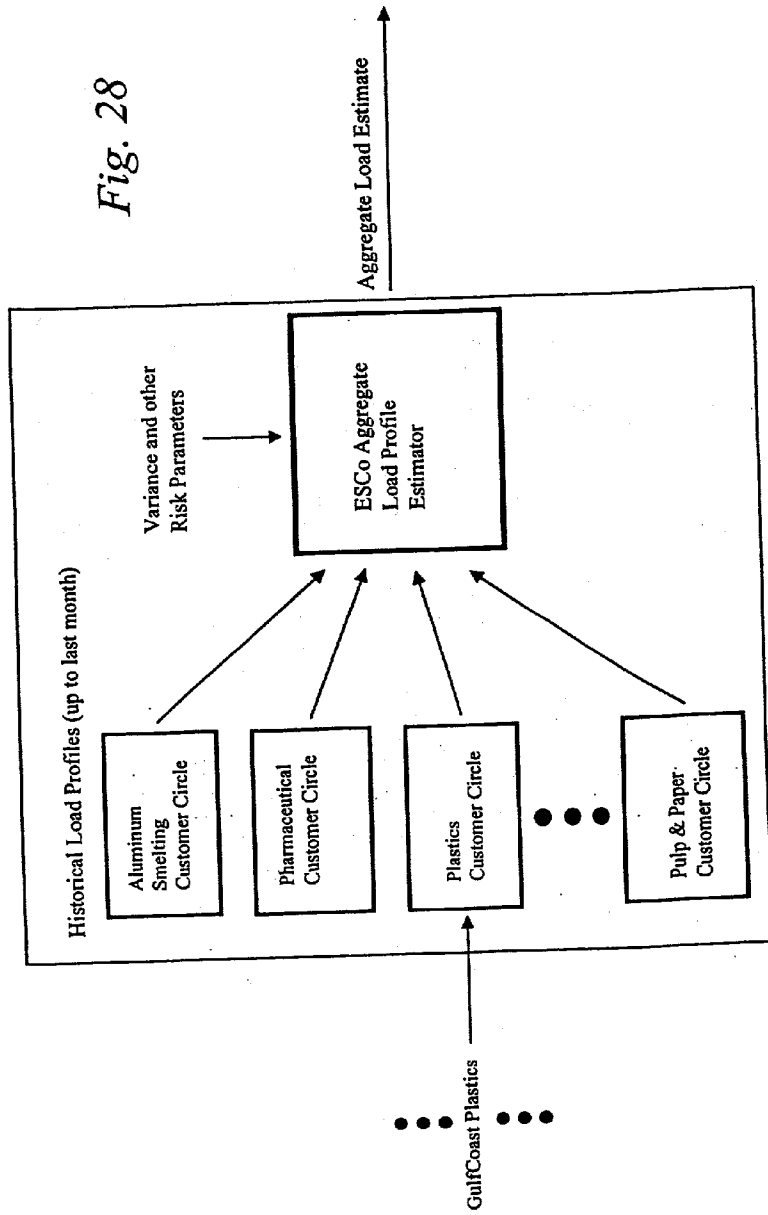 Fig. 28
Historical Load Profiles (up to last month)
Aluminum
Smelting
Customer Circle
Pharmaceutical
Customer Circle
Plastics
Customer Circle
Pulp & Paper
Customer Circle
GulfCoast Plastics
Variance and other
Risk Parameters
ESCo Aggregate
Load Profile
Estimator
Aggregate Load Estimate